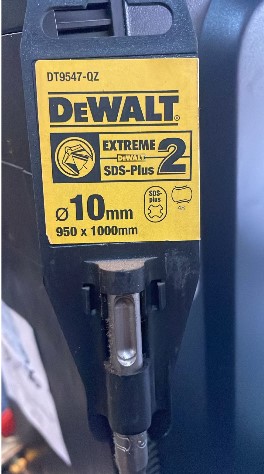 DT9547-QZ
DEWALT®
EXTREME 2
DEWALT
SDS-Plus
ø10mm
SDS-plus
950 x 1000mm